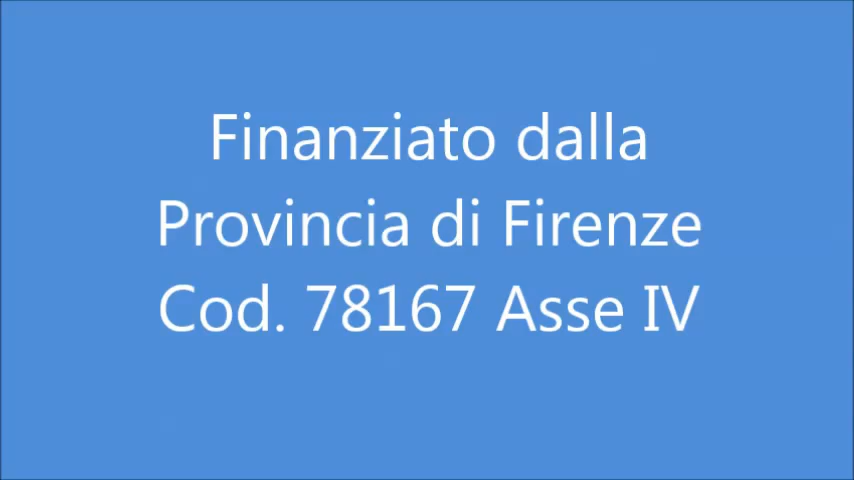 Finanziato dalla
Provincia di Firenze
Cod. 78167 Asse IV